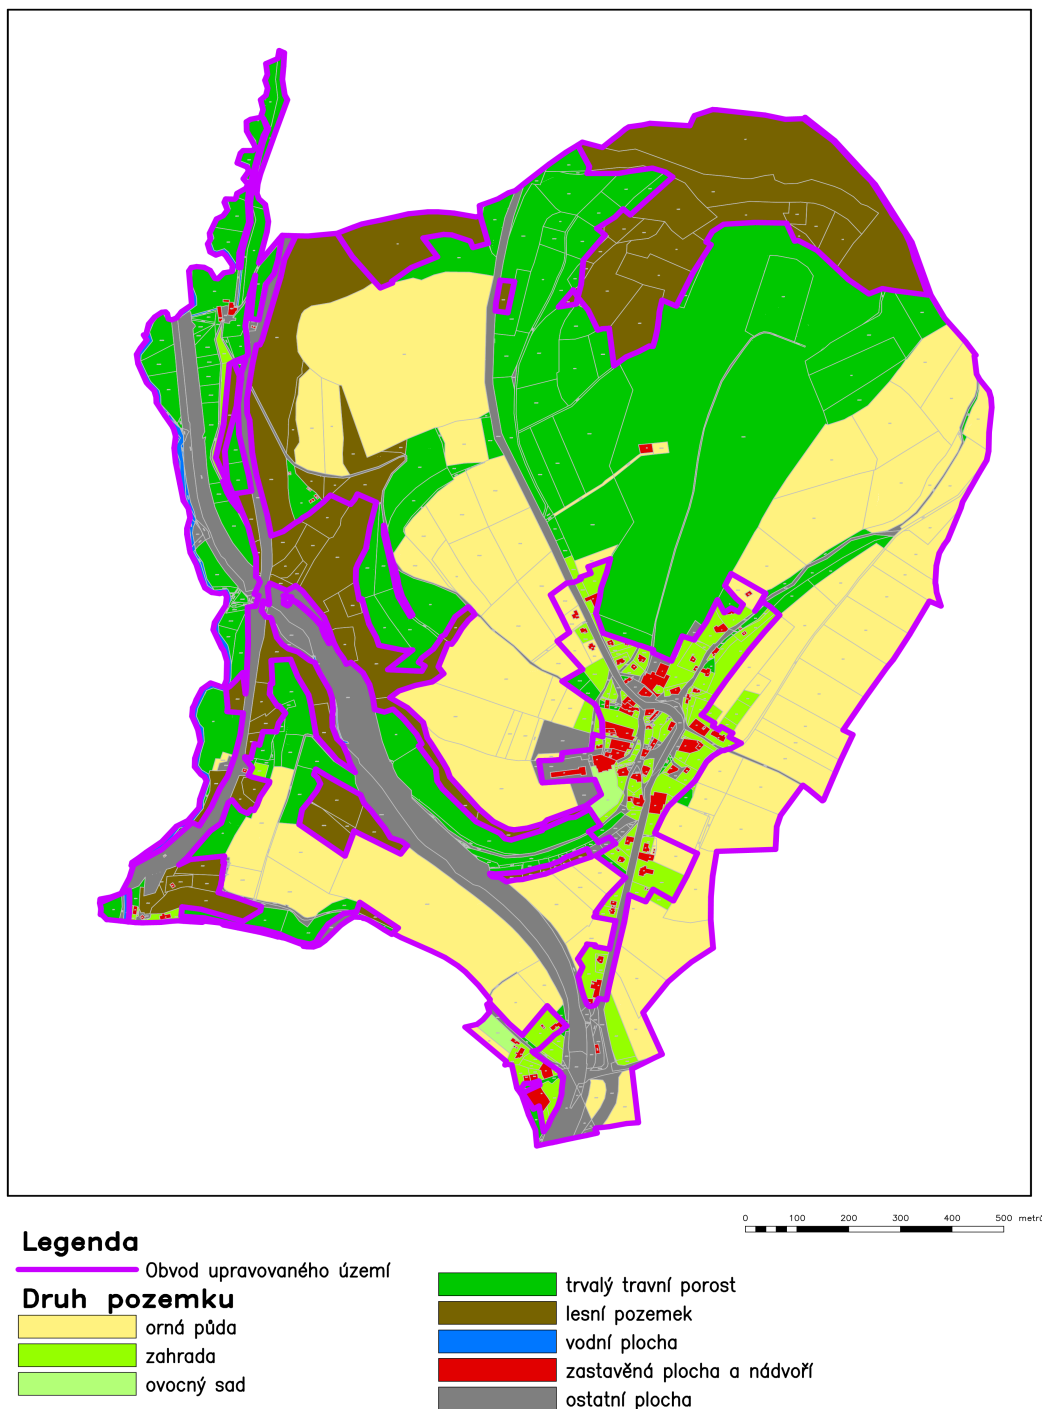 0 100 200 300 400 500 metrů
Legenda
Obvod upravovaného území
Druh pozemku
orná půda
zahrada
ovocný sad
trvalý travní porost
lesní pozemek
vodní plocha
zastavěná plocha a nádvoří
ostatní plocha